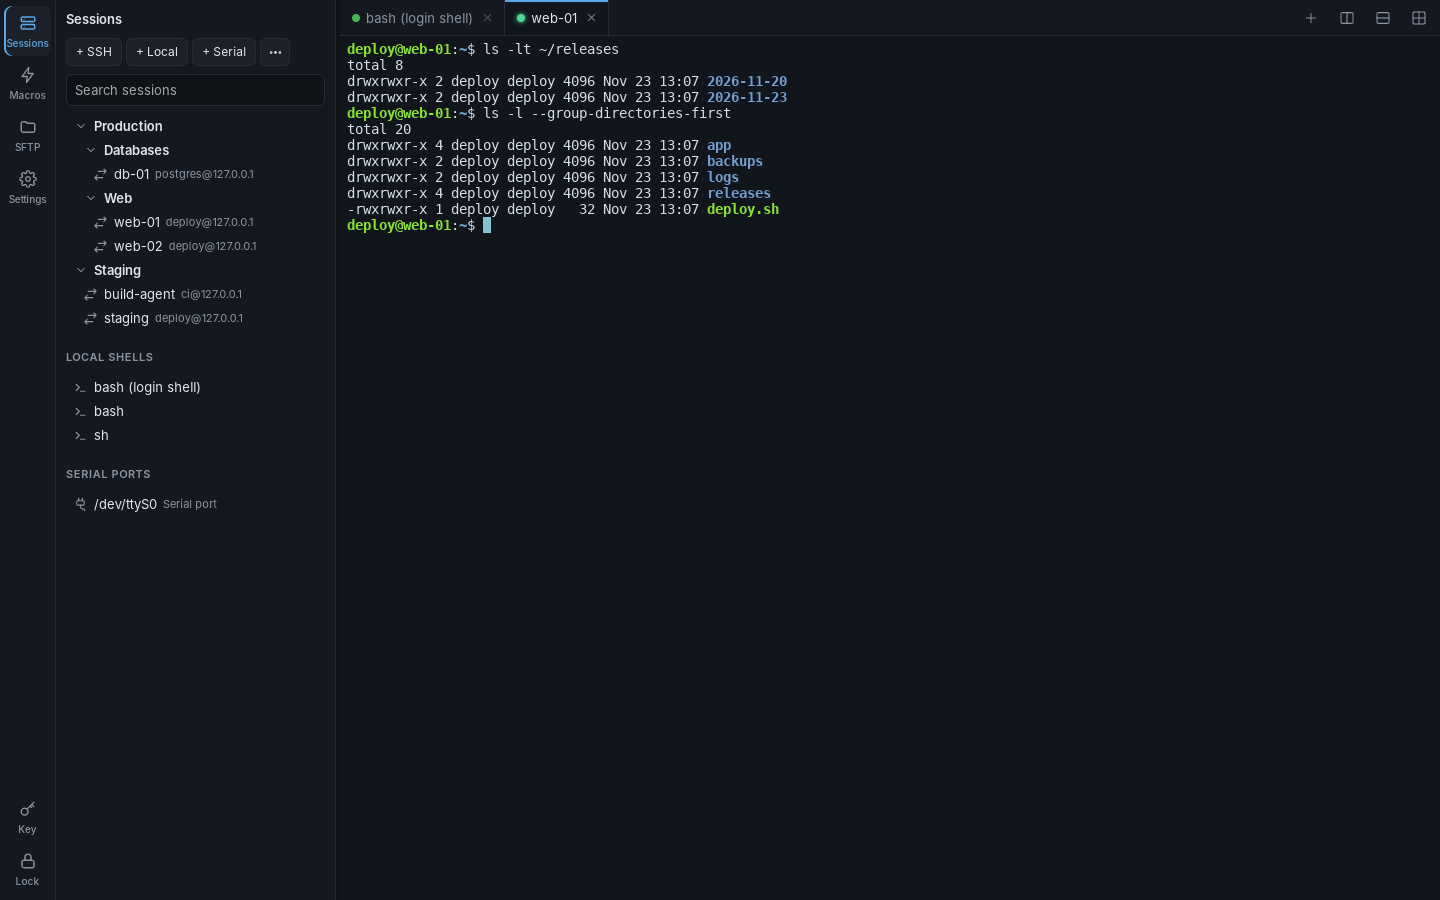 Sessions
Macros
SFTP
Settings
Key
Lock
Sessions
+ SSH
+ Local
+ Serial
Search sessions
Production
Databases
db-01 postgres@127.0.0.1
Web
web-01 deploy@127.0.0.1
web-02 deploy@127.0.0.1
Staging
build-agent ci@127.0.0.1
staging deploy@127.0.0.1
LOCAL SHELLS
bash (login shell)
bash
sh
SERIAL PORTS
/dev/ttyS0 Serial port
bash (login shell)
web-01
deploy@web-01:~$ ls -lt ~/releases
total 8
drwxrwxr-x 2 deploy deploy 4096 Nov 23 13:07 2026-11-20
drwxrwxr-x 2 deploy deploy 4096 Nov 23 13:07 2026-11-23
deploy@web-01:~$ ls -l --group-directories-first
total 20
drwxrwxr-x 4 deploy deploy 4096 Nov 23 13:07 app
drwxrwxr-x 2 deploy deploy 4096 Nov 23 13:07 backups
drwxrwxr-x 2 deploy deploy 4096 Nov 23 13:07 logs
drwxrwxr-x 4 deploy deploy 4096 Nov 23 13:07 releases
-rwxrwxr-x 1 deploy deploy   32 Nov 23 13:07 deploy.sh
deploy@web-01:~$